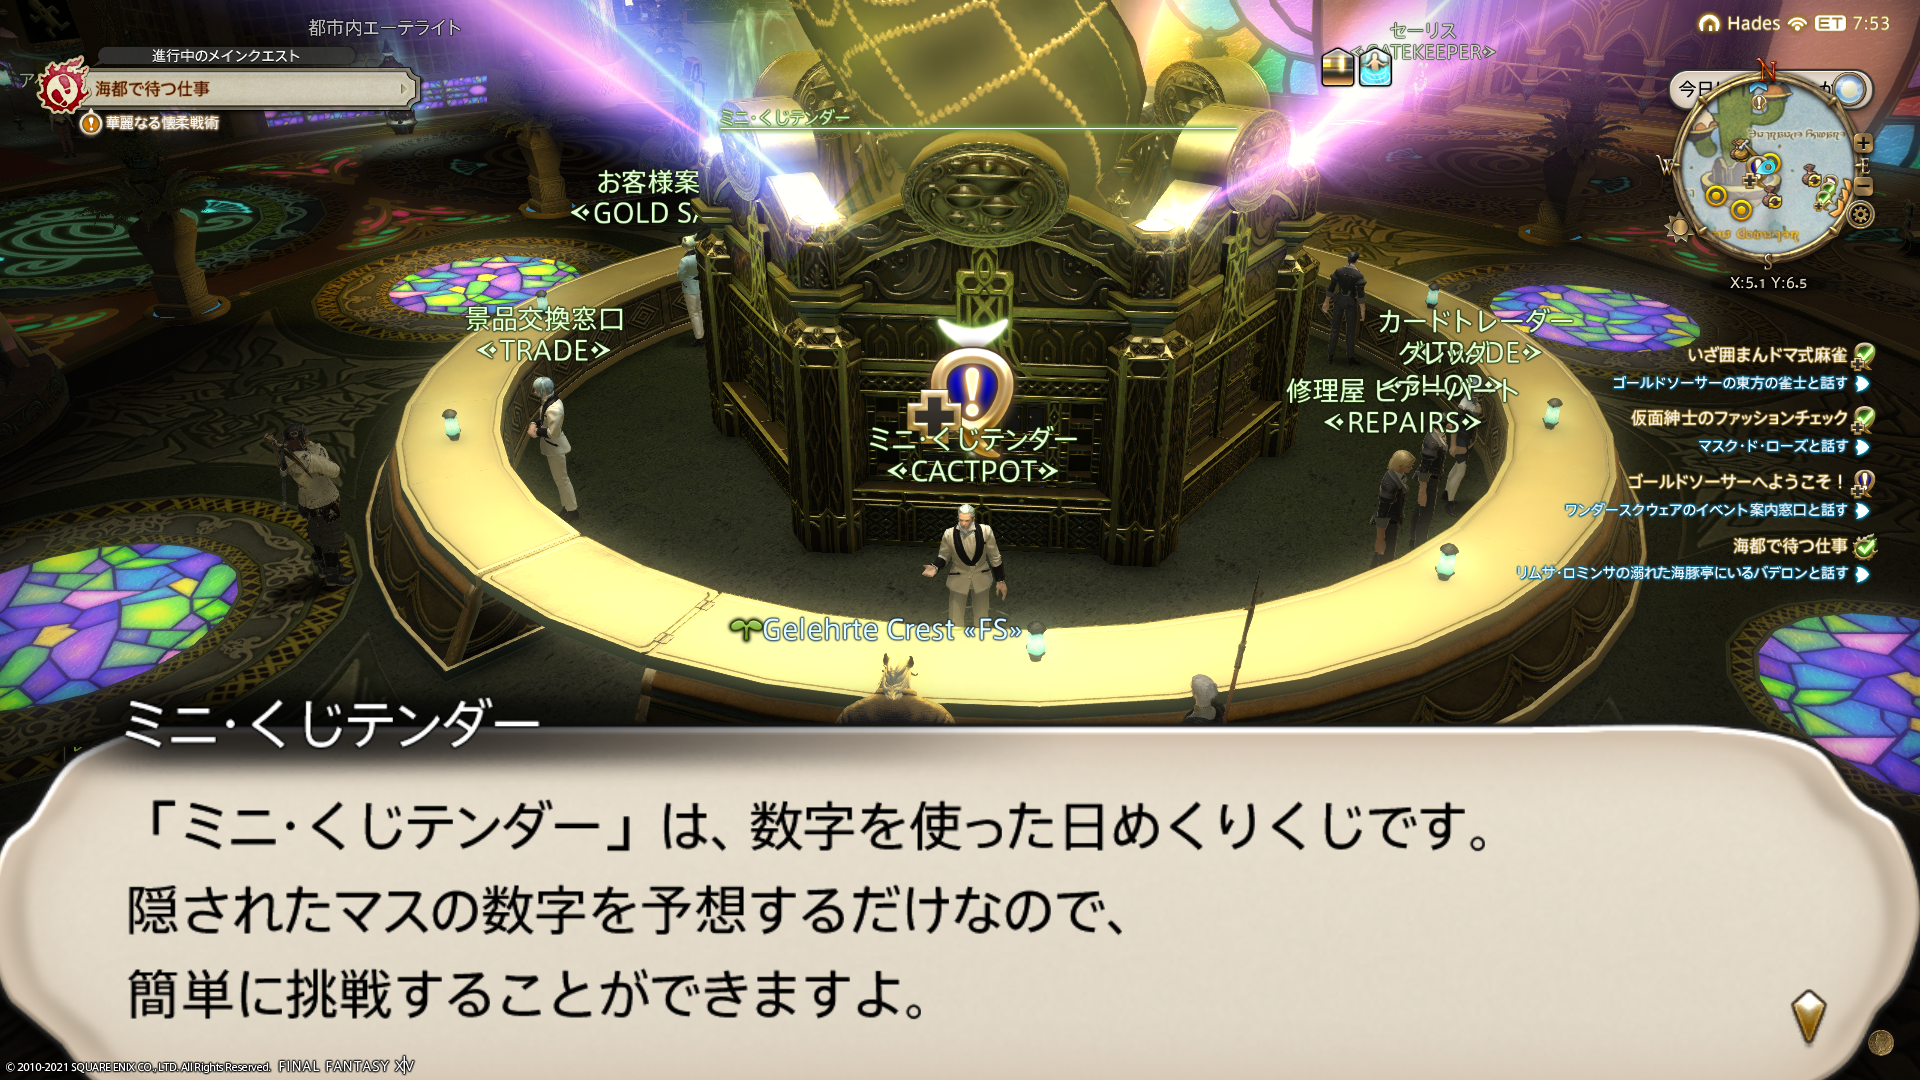 都市内エーテライト
進行中のメインクエスト
海都で待つ仕事
華麗なる懐柔戦術
セーリス
GATEKEEPER
Hades ET 7:53
N
W
E
S
X:5.1 Y:6.5
ミニ・くじテンダー
お客様案
GOLD SA
景品交換窓口
TRADE
カードトレーダー
SHOP
修理屋
REPAIRS
ミニ・くじテンダー
CACTPOT
Gelehrte Crest «FS»
いざ囲まんドマ式麻雀
ゴールドソーサーの東方の雀士と話す
仮面紳士のファッションチェック
マスク・ド・ローズと話す
ゴールドソーサーへようこそ！
ワンダースクウェアのイベント案内窓口と話す
海都で待つ仕事
リムサ・ロミンサの溺れた海豚亭にいるバデロンと話す
ミニ・くじテンダー
「ミニ・くじテンダー」は、数字を使った日めくりくじです。
隠されたマスの数字を予想するだけなので、
簡単に挑戦することができますよ。
© 2010-2021 SQUARE ENIX CO., LTD. All Rights Reserved. FINAL FANTASY XIV